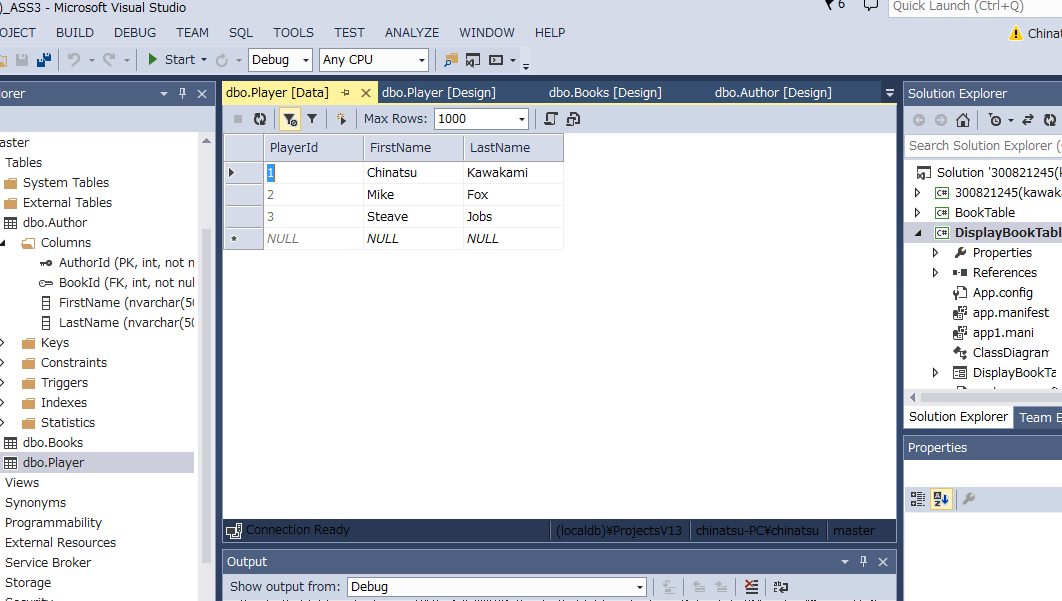 )_ASS3 - Microsoft Visual Studio
6
Quick Launch (Ctrl+Q)
OJECT BUILD DEBUG TEAM SQL TOOLS TEST ANALYZE WINDOW HELP
Chinat
Start Debug Any CPU
orer
dbo.Player [Data] dbo.Player [Design] dbo.Books [Design] dbo.Author [Design]
Solution Explorer
Max Rows: 1000
Search Solution Explorer (
aster
Tables
System Tables
External Tables
dbo.Author
Columns
AuthorId (PK, int, not n
BookId (FK, int, not nul
FirstName (nvarchar(50
LastName (nvarchar(50
Keys
Constraints
Triggers
Indexes
Statistics
dbo.Books
dbo.Player
Views
Synonyms
Programmability
External Resources
Service Broker
Storage
PlayerId FirstName LastName
1 Chinatsu Kawakami
2 Mike Fox
3 Steave Jobs
NULL NULL NULL
Connection Ready (localdb)¥ProjectsV13 chinatsu-PC¥chinatsu master
Output
Show output from: Debug
Solution '300821245(k
300821245(kawak
BookTable
DisplayBookTabl
Properties
References
App.config
app.manifest
app1.mani
ClassDiagram
DisplayBookTa
Solution Explorer Team E
Properties